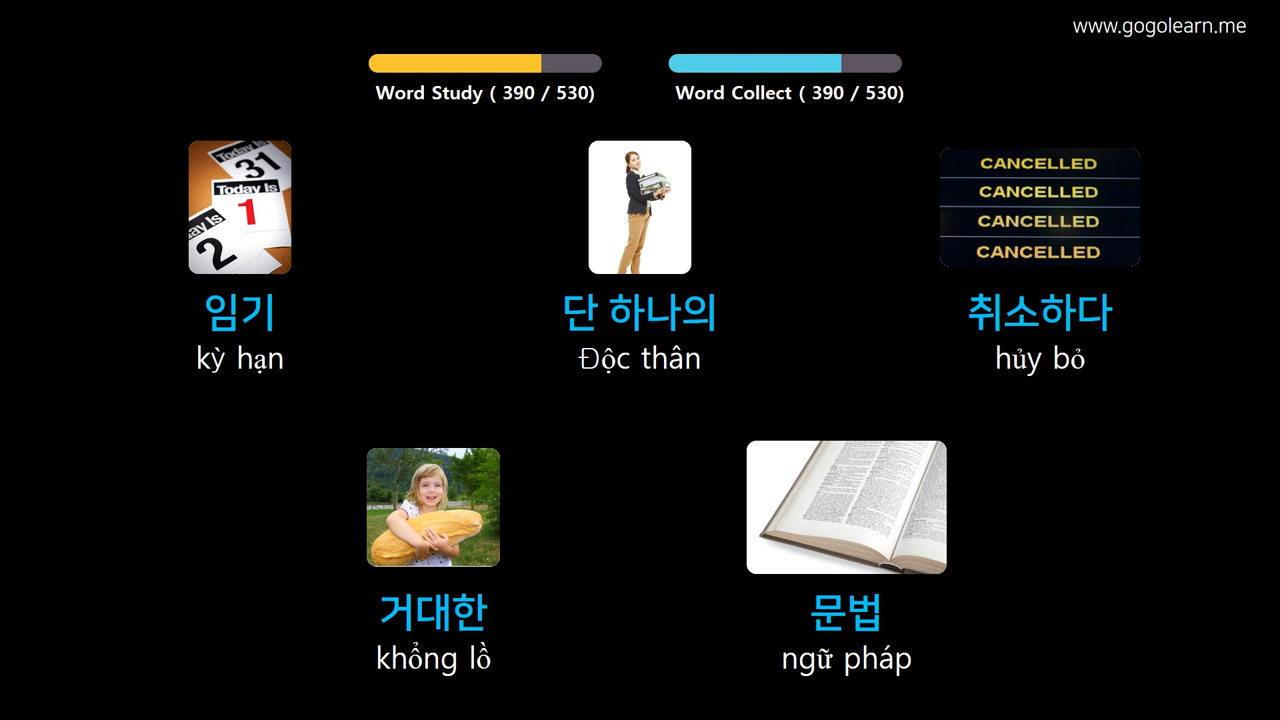 www.gogolearn.me
Word Study ( 390 / 530)
Word Collect ( 390 / 530)
Today Is
31
Today Is
1
ay Is
2
CANCELLED
CANCELLED
CANCELLED
CANCELLED
임기
kỳ hạn
단 하나의
Độc thân
취소하다
hủy bỏ
거대한
khổng lồ
문법
ngữ pháp